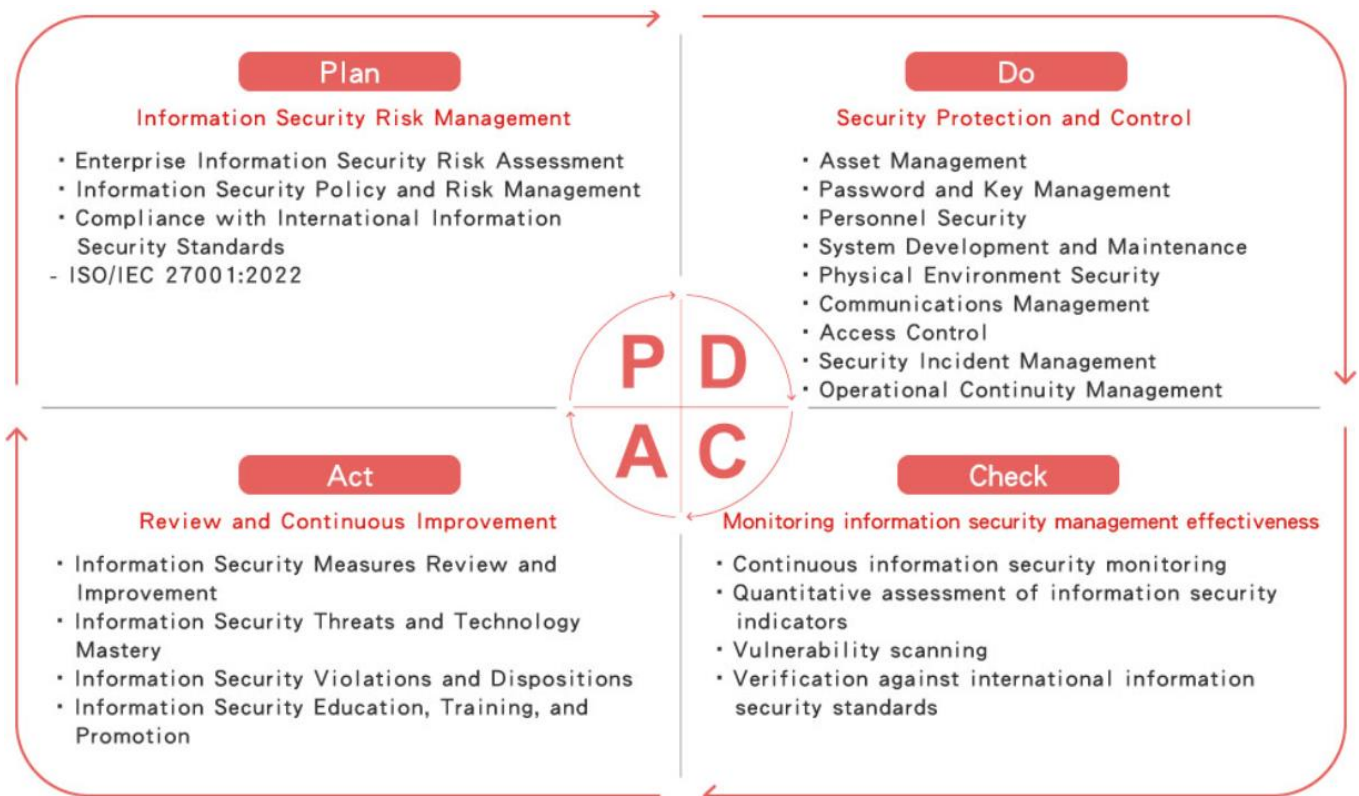 Plan
Information Security Risk Management
· Enterprise Information Security Risk Assessment
· Information Security Policy and Risk Management
· Compliance with International Information
Security Standards
- ISO/IEC 27001:2022
Do
Security Protection and Control
· Asset Management
· Password and Key Management
· Personnel Security
· System Development and Maintenance
· Physical Environment Security
· Communications Management
· Access Control
· Security Incident Management
· Operational Continuity Management
P D
A C
Act
Review and Continuous Improvement
· Information Security Measures Review and
Improvement
· Information Security Threats and Technology
Mastery
· Information Security Violations and Dispositions
· Information Security Education, Training, and
Promotion
Check
Monitoring information security management effectiveness
· Continuous information security monitoring
· Quantitative assessment of information security
indicators
· Vulnerability scanning
· Verification against international information
security standards